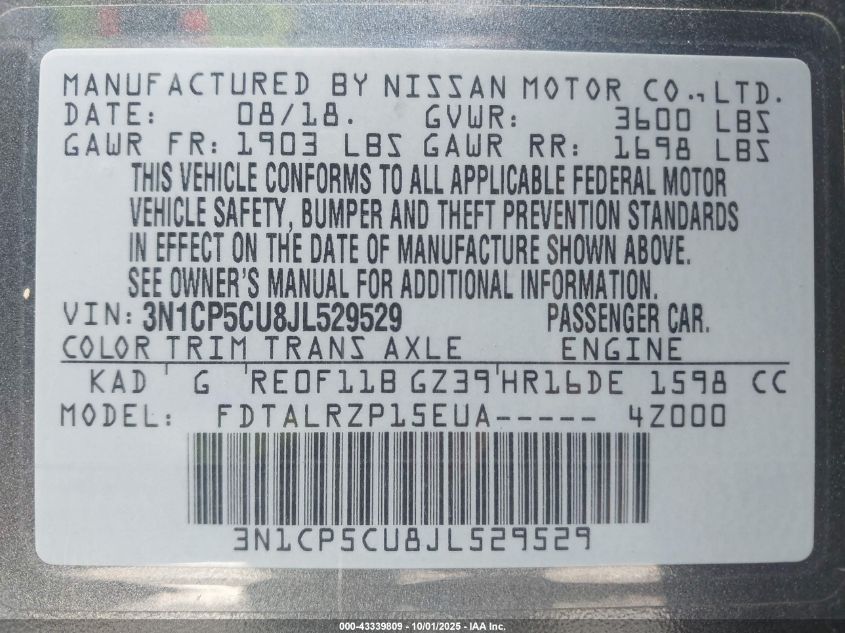 MANUFACTURED BY NISSAN MOTOR CO.,LTD.
DATE: 08/18. GVWR: 3600 LBS
GAWR FR: 1903 LBS GAWR RR: 1698 LBS
THIS VEHICLE CONFORMS TO ALL APPLICABLE FEDERAL MOTOR
VEHICLE SAFETY, BUMPER AND THEFT PREVENTION STANDARDS
IN EFFECT ON THE DATE OF MANUFACTURE SHOWN ABOVE.
SEE OWNER'S MANUAL FOR ADDITIONAL INFORMATION.
VIN: 3N1CP5CU8JL529529 PASSENGER CAR.
COLOR TRIM TRANS AXLE ENGINE
KAD ' G 'RE0F11B GZ39'HR16DE 1598 CC
MODEL: FDTALRZP15EUA----- 4Z000
3N1CP5CU8JL529529
000-43339809 - 10/01/2025 - IAA Inc.